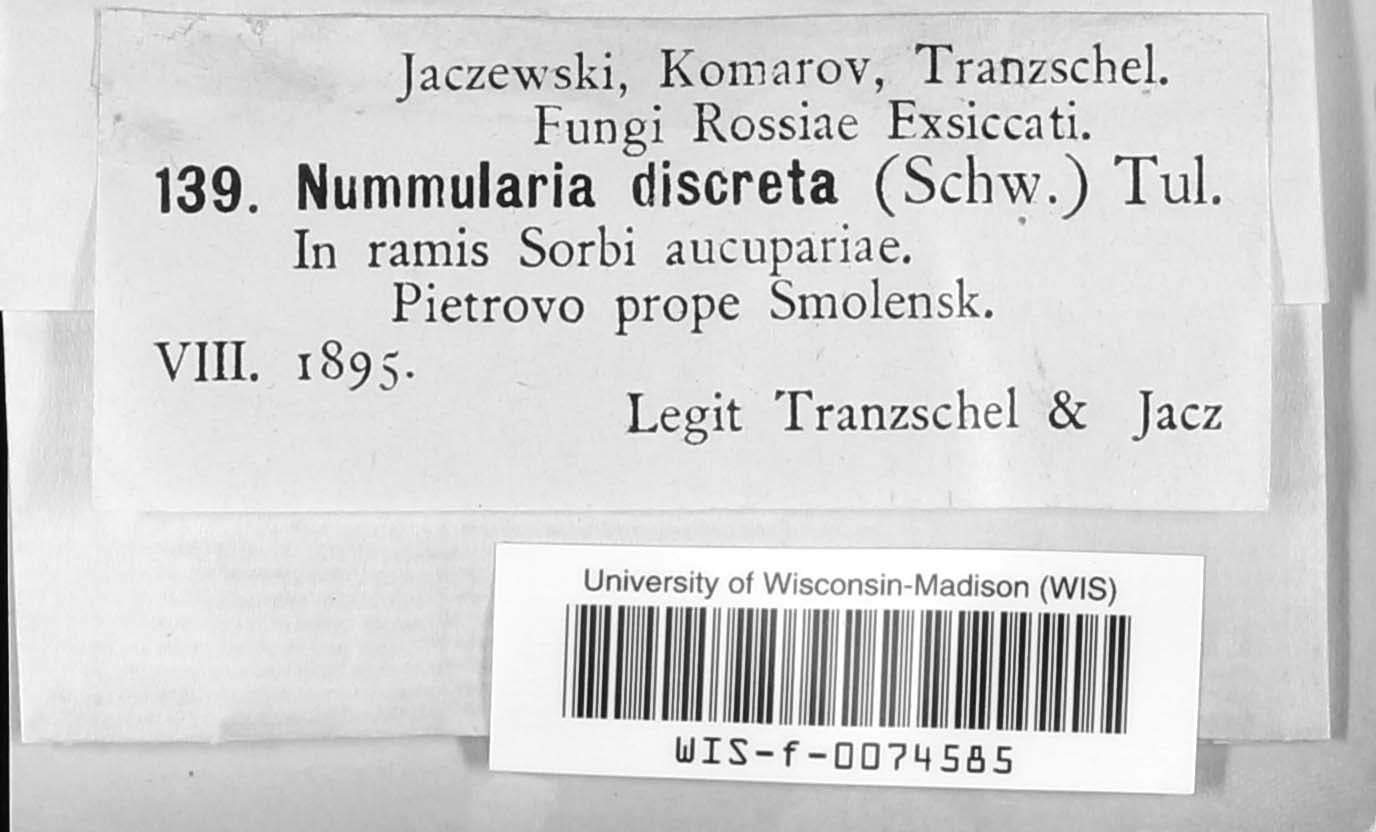 Jaczewski, Komarov, Tranzschel.
Fungi Rossiae Exsiccati.
139. Nummularia discreta (Schw.) Tul.
In ramis Sorbi aucupariae.
Pietrovo prope Smolensk.
VIII. 1895.
Legit Tranzschel & Jacz
University of Wisconsin-Madison (WIS)
WIS-f-0074585